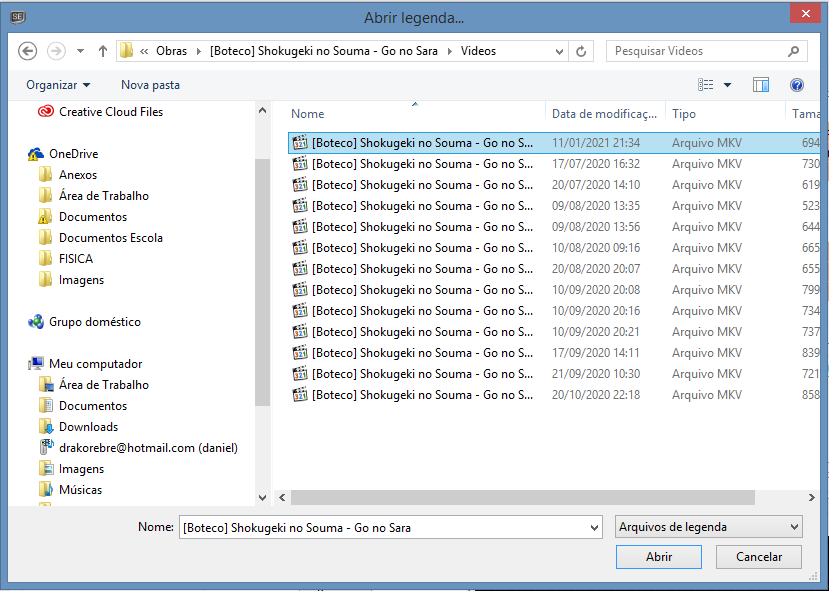 SE
Abrir legenda...
« Obras [Boteco] Shokugeki no Souma - Go no Sara Videos
Pesquisar Videos
Organizar
Nova pasta
Creative Cloud Files
OneDrive
Anexos
Área de Trabalho
Documentos
Documentos Escola
FISICA
Imagens
Grupo doméstico
Meu computador
Área de Trabalho
Documentos
Downloads
drakorebre@hotmail.com (daniel)
Imagens
Músicas
Nome Data de modificaç... Tipo Tama
[Boteco] Shokugeki no Souma - Go no S... 11/01/2021 21:34 Arquivo MKV 694
[Boteco] Shokugeki no Souma - Go no S... 17/07/2020 16:32 Arquivo MKV 730
[Boteco] Shokugeki no Souma - Go no S... 20/07/2020 14:10 Arquivo MKV 619
[Boteco] Shokugeki no Souma - Go no S... 09/08/2020 13:35 Arquivo MKV 523
[Boteco] Shokugeki no Souma - Go no S... 09/08/2020 13:56 Arquivo MKV 644
[Boteco] Shokugeki no Souma - Go no S... 10/08/2020 09:16 Arquivo MKV 665
[Boteco] Shokugeki no Souma - Go no S... 20/08/2020 20:07 Arquivo MKV 655
[Boteco] Shokugeki no Souma - Go no S... 10/09/2020 20:08 Arquivo MKV 799
[Boteco] Shokugeki no Souma - Go no S... 10/09/2020 20:16 Arquivo MKV 734
[Boteco] Shokugeki no Souma - Go no S... 10/09/2020 20:21 Arquivo MKV 737
[Boteco] Shokugeki no Souma - Go no S... 17/09/2020 14:11 Arquivo MKV 839
[Boteco] Shokugeki no Souma - Go no S... 21/09/2020 10:30 Arquivo MKV 721
[Boteco] Shokugeki no Souma - Go no S... 20/10/2020 22:18 Arquivo MKV 858
Nome: [Boteco] Shokugeki no Souma - Go no Sara
Arquivos de legenda
Abrir
Cancelar